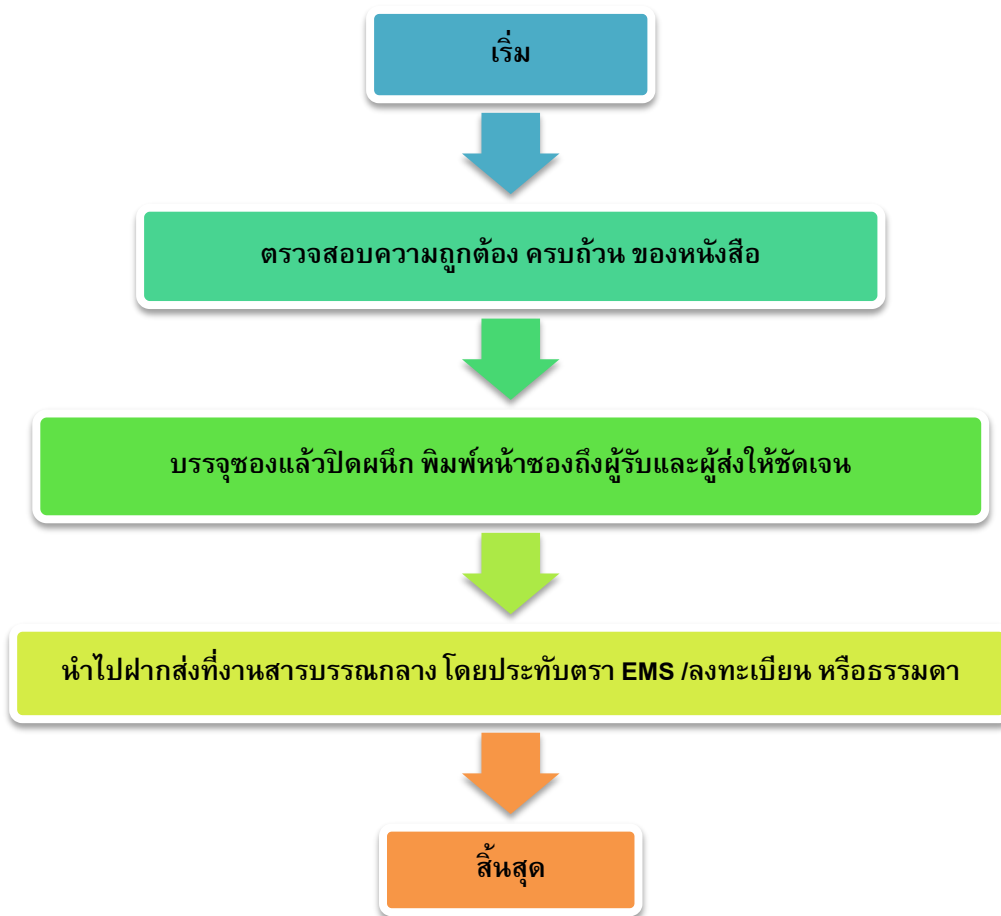 เริ่ม
ตรวจสอบความถูกต้อง ครบถ้วน ของหนังสือ
บรรจุซองแล้วปิดผนึก พิมพ์หน้าซองถึงผู้รับและผู้ส่งให้ชัดเจน
นำไปฝากส่งที่งานสารบรรณกลาง โดยประทับตรา EMS /ลงทะเบียน หรือธรรมดา
สิ้นสุด